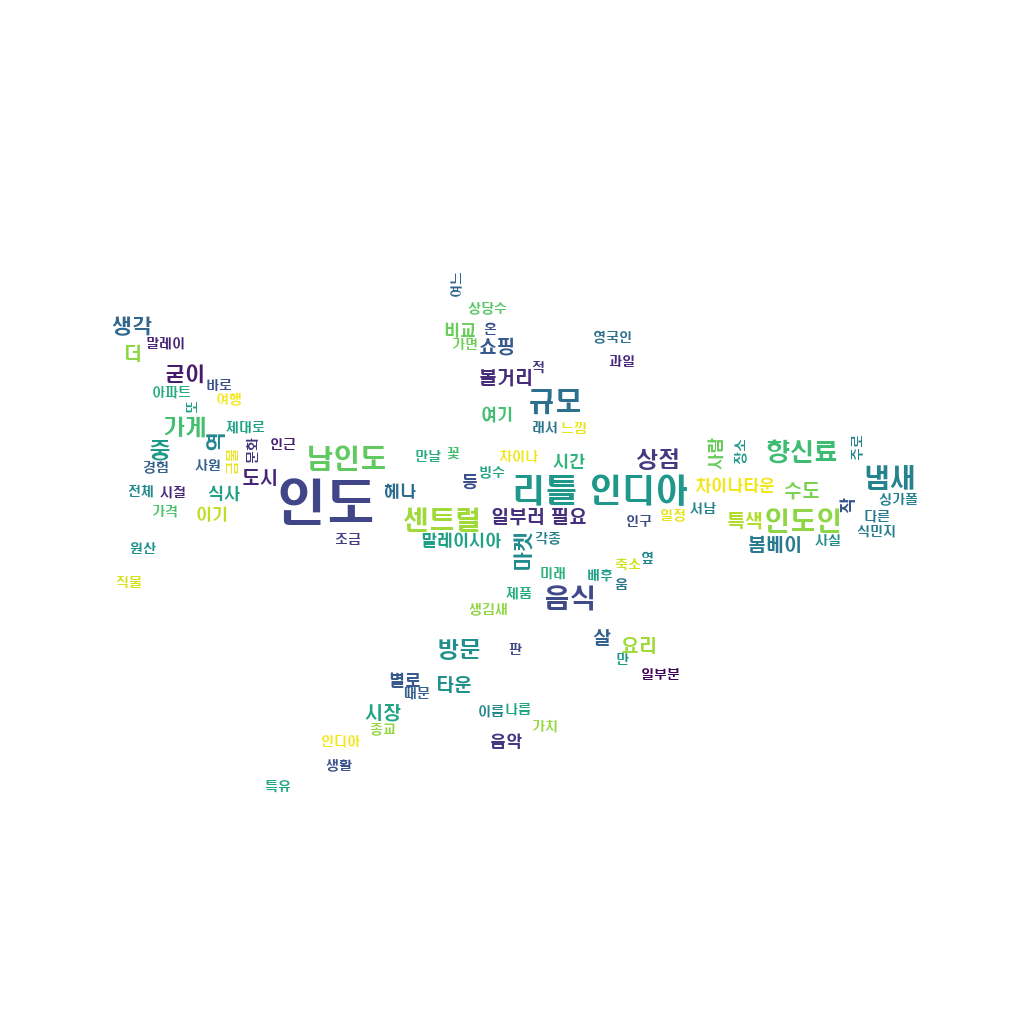 여느
상당수
생각
비교
온
말레이
더
가면
쇼핑
영국인
과일
굳이
바로
볼거리
적
아파트
여행
또
규모
가게
제대로
여기
래서
느낌
중
역
문화
인근
남인도
만날
꽃
차이나
시간
상점
사람
장소
향신료
주로
경험
사원
금물
도시
인도
헤나
등
빙수
리틀 인디아
차이나타운
수도
냄새
전체
시절
식사
싱가폴
가격
이기
센트럴
일부러 필요
인구
일정
서남
특색
인도인
작
다른
식민지
조금
말레이시아
마켓
각종
봄베이
사실
원산
옆
직물
미래
배후
축소
움
제품
음식
생김새
방문
판
살
요리
만
별로
타운
때문
일부분
시장
이름
나름
종교
가치
인디아
음악
생활
특유